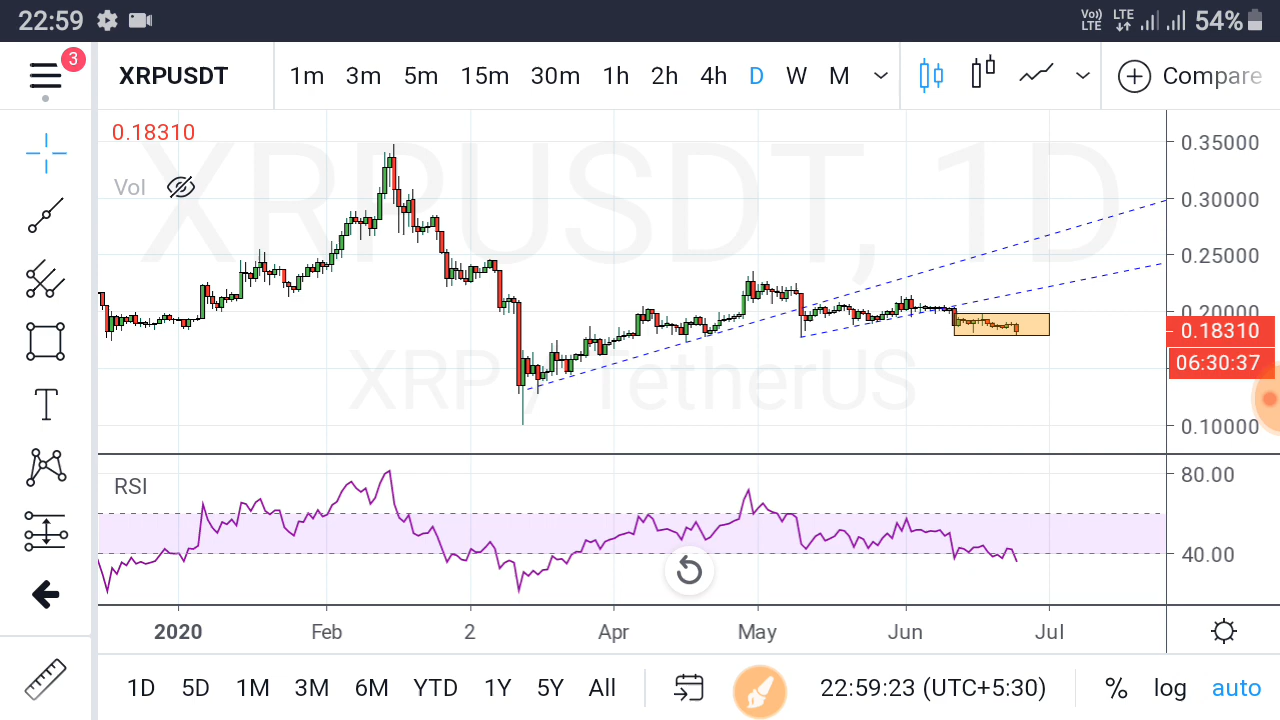 22:59 Vo) LTE LTE 54%
3
XRPUSDT 1m 3m 5m 15m 30m 1h 2h 4h D W M Compare
0.18310
Vol
XRPUSDT, 1D
XRP / TetherUS
0.35000
0.30000
0.25000
0.20000
0.18310
06:30:37
0.10000
RSI
80.00
40.00
T
2020 Feb 2 Apr May Jun Jul
1D 5D 1M 3M 6M YTD 1Y 5Y All 22:59:23 (UTC+5:30) % log auto